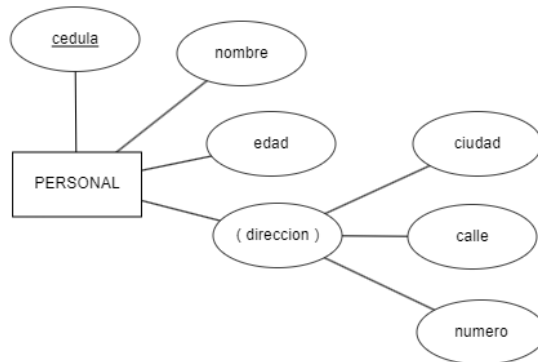 cedula
nombre
edad
ciudad
PERSONAL
( direccion )
calle
numero